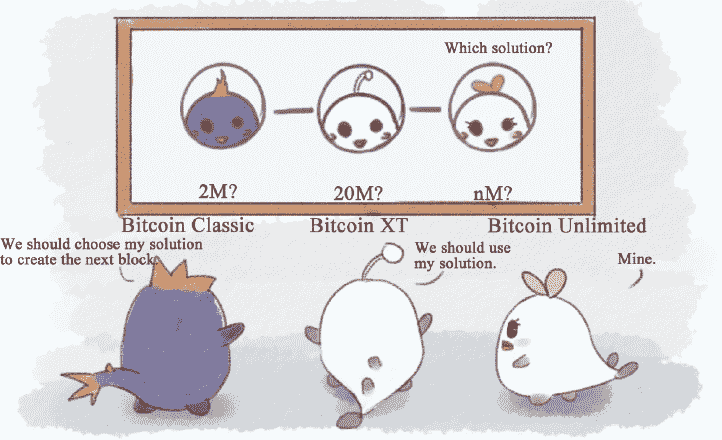 Which solution?
2M?
20M?
nM?
Bitcoin Classic
Bitcoin XT
Bitcoin Unlimited
We should choose my solution
to create the next block.
We should use
my solution.
Mine.